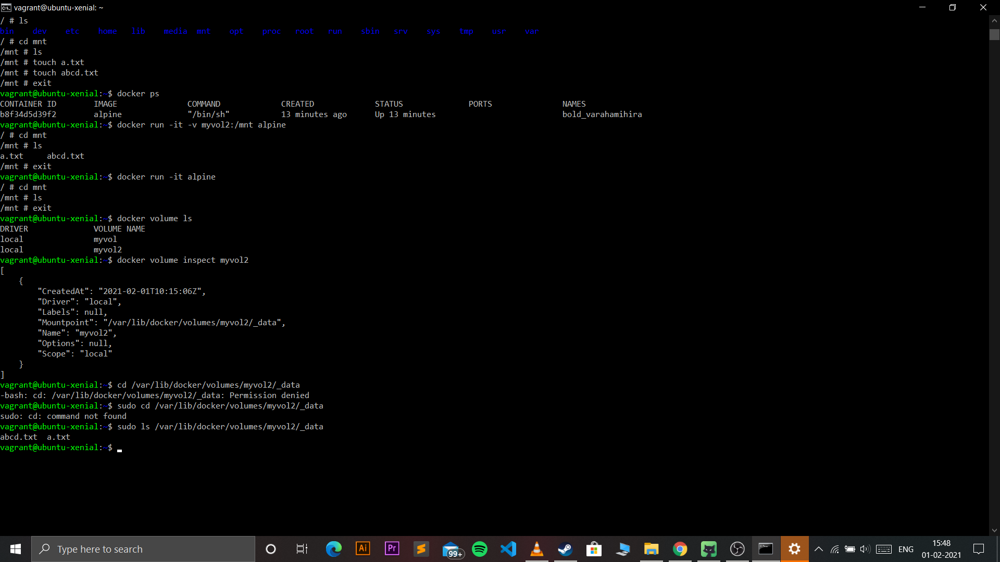 vagrant@ubuntu-xenial: ~
/ # ls
bin    dev    etc    home   lib    media  mnt    opt    proc   root   run    sbin   srv    sys    tmp    usr    var
/ # cd mnt
/mnt # ls
/mnt # touch a.txt
/mnt # touch abcd.txt
/mnt # exit
vagrant@ubuntu-xenial:~$ docker ps
CONTAINER ID        IMAGE               COMMAND             CREATED             STATUS              PORTS               NAMES
b8f34d5d39f2        alpine              "/bin/sh"           13 minutes ago      Up 13 minutes                           bold_varahamihira
vagrant@ubuntu-xenial:~$ docker run -it -v myvol2:/mnt alpine
/ # cd mnt
/mnt # ls
a.txt     abcd.txt
/mnt # exit
vagrant@ubuntu-xenial:~$ docker run -it alpine
/ # cd mnt
/mnt # ls
/mnt # exit
vagrant@ubuntu-xenial:~$ docker volume ls
DRIVER              VOLUME NAME
local               myvol
local               myvol2
vagrant@ubuntu-xenial:~$ docker volume inspect myvol2
[
    {
        "CreatedAt": "2021-02-01T10:15:06Z",
        "Driver": "local",
        "Labels": null,
        "Mountpoint": "/var/lib/docker/volumes/myvol2/_data",
        "Name": "myvol2",
        "Options": null,
        "Scope": "local"
    }
]
vagrant@ubuntu-xenial:~$ cd /var/lib/docker/volumes/myvol2/_data
-bash: cd: /var/lib/docker/volumes/myvol2/_data: Permission denied
vagrant@ubuntu-xenial:~$ sudo cd /var/lib/docker/volumes/myvol2/_data
sudo: cd: command not found
vagrant@ubuntu-xenial:~$ sudo ls /var/lib/docker/volumes/myvol2/_data
abcd.txt  a.txt
vagrant@ubuntu-xenial:~$
Type here to search
Ai
Pr
99+
ENG
15:48
01-02-2021